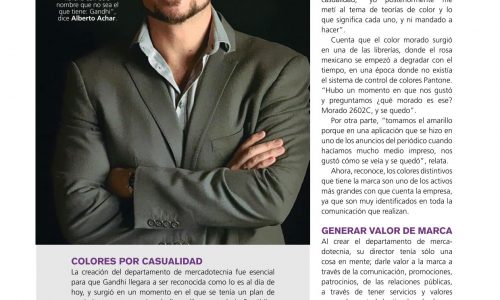 nombre que no sea el
que tiene: Gandhi”
dice Alberto Achar.
COLORES POR CASUALIDAD
La creación del departamento de mercadotecnia fue esencial
para que Gandhi llegara a ser reconocida como lo es al día de
hoy, y surgió en un momento en el que se tenía un plan de
casualidad, yo posteriormente me
metí al tema de teorías de color y lo
que significa cada uno, y ni mandado a
hacer”.
Cuenta que el color morado surgió
en una de las librerías, donde el rosa
mexicano se empezó a degradar con el
tiempo, en una época donde no existía
el sistema de control de colores Pantone.
“Hubo un momento en que nos gustó
y preguntamos ¿qué morado es ese?
Morado 2602C, y se quedo”.
Por otra parte, “tomamos el amarillo
porque en una aplicación que se hizo en
uno de los anuncios del periódico cuando
hacíamos mucho medio impreso, nos
gustó cómo se veía y se quedó”, relata.
Ahora, reconoce, los colores distintivos
que tiene la marca son uno de los activos
más grandes con que cuenta la empresa,
ya que son muy identificados en toda la
comunicación que realizan.
GENERAR VALOR DE MARCA
Al crear el departamento de merca-
dotecnia, su director tenía sólo una
cosa en mente; darle valor a la marca a
través de la comunicación, promociones,
patrocinios, de las relaciones públicas,
a través de tener servicios y valores